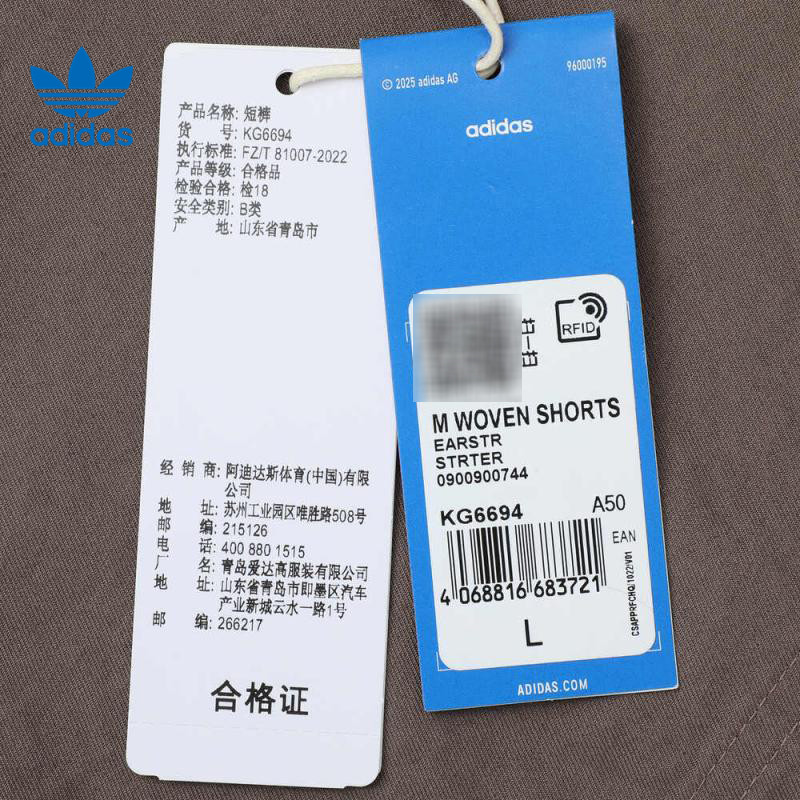 adidas
产品名称: 短裤
货 号: KG6694
执行标准: FZ/T 81007-2022
产品等级: 合格品
检验合格: 检18
安全类别: B类
产 地: 山东省青岛市
经 销 商: 阿迪达斯体育(中国)有限
公司
地 址: 苏州工业园区唯胜路508号
邮 编: 215126
电 话: 400 880 1515
厂 名: 青岛爱达高服装有限公司
地 址: 山东省青岛市即墨区汽车
产业新城云水一路1号
邮 编: 266217
合格证
© 2025 adidas AG
96000195
adidas
扫一扫
RFID
M WOVEN SHORTS
EARSTR
STRTER
0900900744
KG6694 A50
EAN
4 068816 683721
CSAPPRFCHQ/1022/V01
L
ADIDAS.COM